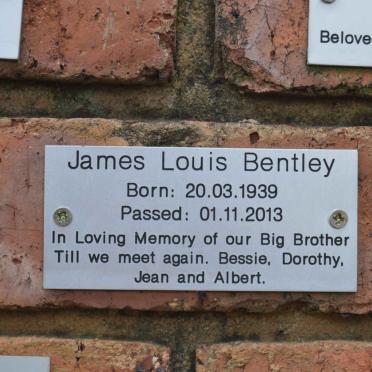 Belove
James Louis Bentley
Born: 20.03.1939
Passed: 01.11.2013
In Loving Memory of our Big Brother
Till we meet again. Bessie, Dorothy,
Jean and Albert.